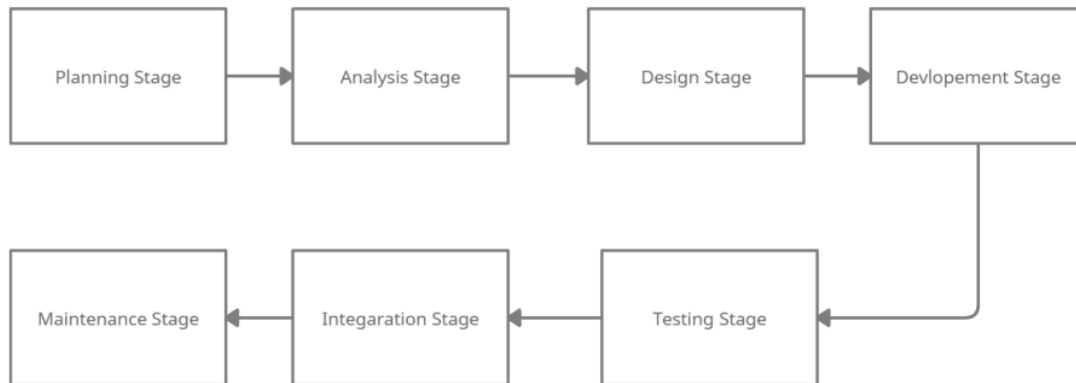 Planning Stage
Analysis Stage
Design Stage
Devlopement Stage
Testing Stage
Integaration Stage
Maintenance Stage